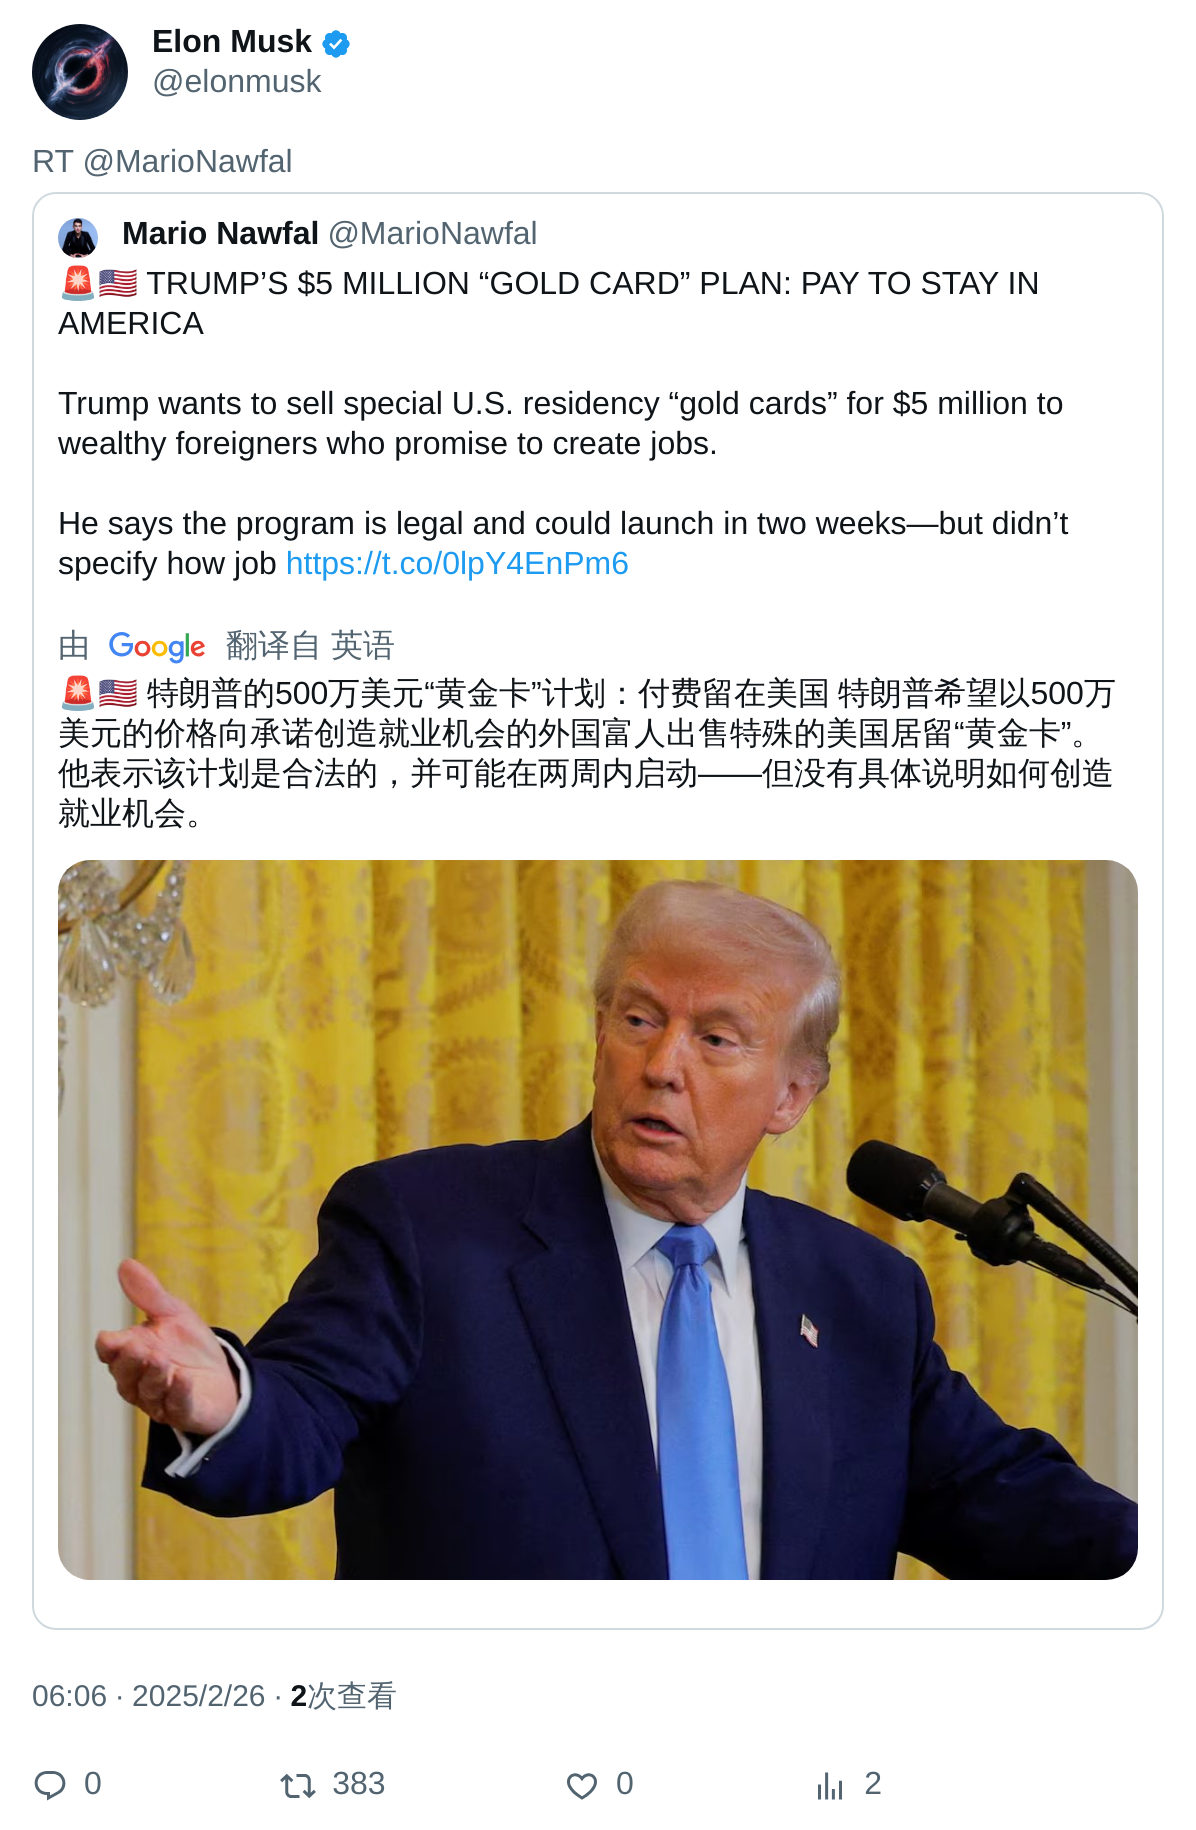 Elon Musk
@elonmusk
RT @MarioNawfal
Mario Nawfal @MarioNawfal
🚨🇺🇸 TRUMP’S $5 MILLION “GOLD CARD” PLAN: PAY TO STAY IN
AMERICA
Trump wants to sell special U.S. residency “gold cards” for $5 million to
wealthy foreigners who promise to create jobs.
He says the program is legal and could launch in two weeks—but didn’t
specify how job https://t.co/0lpY4EnPm6
由 Google 翻译自 英语
🚨🇺🇸 特朗普的500万美元“黄金卡”计划：付费留在美国 特朗普希望以500万
美元的价格向承诺创造就业机会的外国富人出售特殊的美国居留“黄金卡”。
他表示该计划是合法的，并可能在两周内启动——但没有具体说明如何创造
就业机会。
06:06 · 2025/2/26 · 2次查看
0 383 0 2